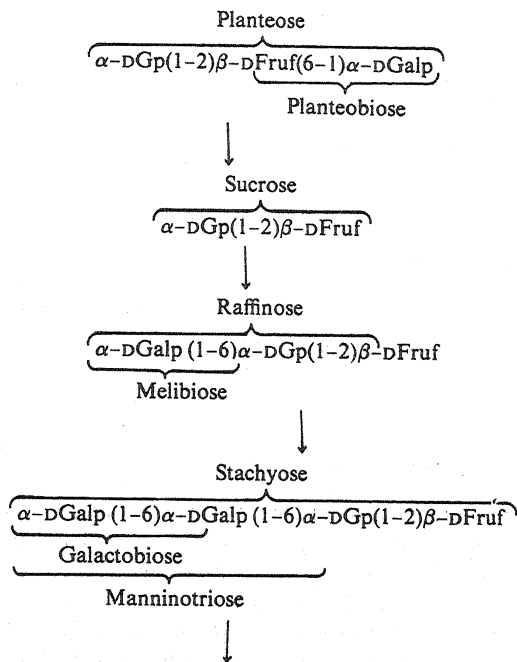 Planteose
α–DGp(1–2)β–DFruf(6–1)α–DGalp
Planteobiose
Sucrose
α–DGp(1–2)β–DFruf
Raffinose
α–DGalp (1–6)α–DGp(1–2)β–DFruf
Melibiose
Stachyose
α–DGalp (1–6)α–DGalp (1–6)α–DGp(1–2)β–DFruf
Galactobiose
Manninotriose